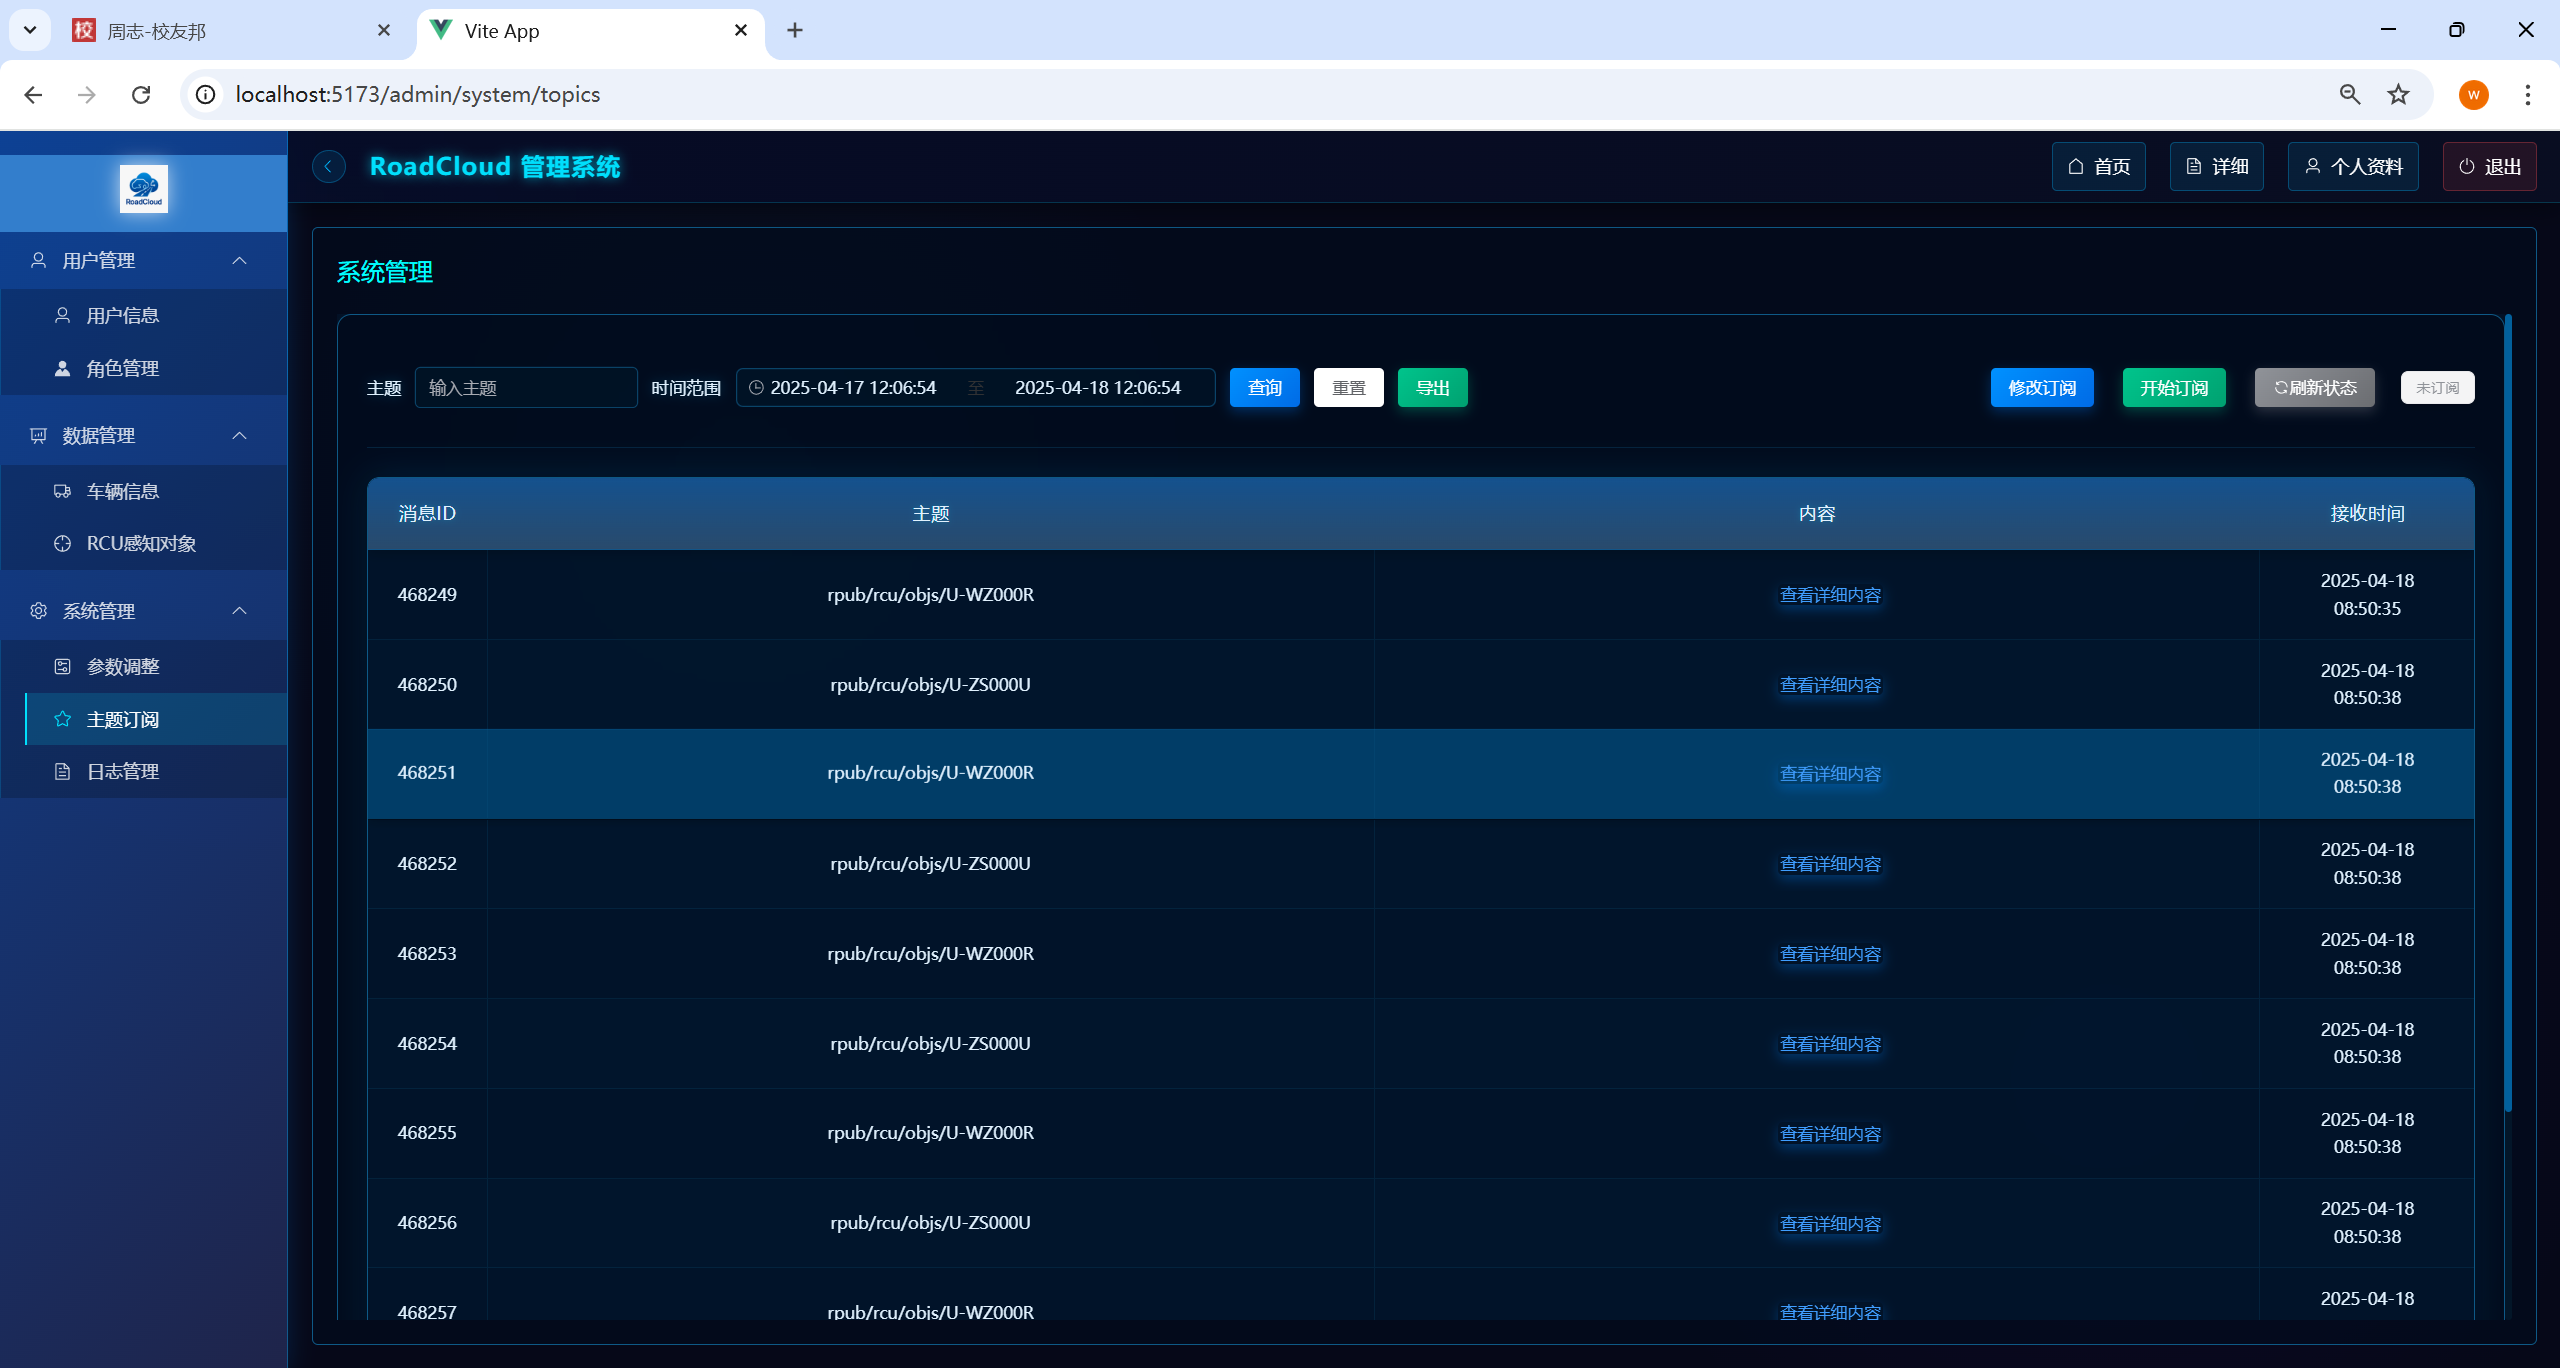 周志-校友邦
Vite App
localhost:5173/admin/system/topics
W
RoadCloud
RoadCloud 管理系统
首页
详细
个人资料
退出
用户管理
用户信息
角色管理
数据管理
车辆信息
RCU感知对象
系统管理
参数调整
主题订阅
日志管理
系统管理
主题 输入主题 时间范围 2025-04-17 12:06:54 至 2025-04-18 12:06:54 查询 重置 导出 修改订阅 开始订阅 刷新状态 未订阅
消息ID 主题 内容 接收时间
468249 rpub/rcu/objs/U-WZ000R 查看详细内容 2025-04-18
08:50:35
468250 rpub/rcu/objs/U-ZS000U 查看详细内容 2025-04-18
08:50:38
468251 rpub/rcu/objs/U-WZ000R 查看详细内容 2025-04-18
08:50:38
468252 rpub/rcu/objs/U-ZS000U 查看详细内容 2025-04-18
08:50:38
468253 rpub/rcu/objs/U-WZ000R 查看详细内容 2025-04-18
08:50:38
468254 rpub/rcu/objs/U-ZS000U 查看详细内容 2025-04-18
08:50:38
468255 rpub/rcu/objs/U-WZ000R 查看详细内容 2025-04-18
08:50:38
468256 rpub/rcu/objs/U-ZS000U 查看详细内容 2025-04-18
08:50:38
468257 rpub/rcu/objs/U-WZ000R 查看详细内容 2025-04-18